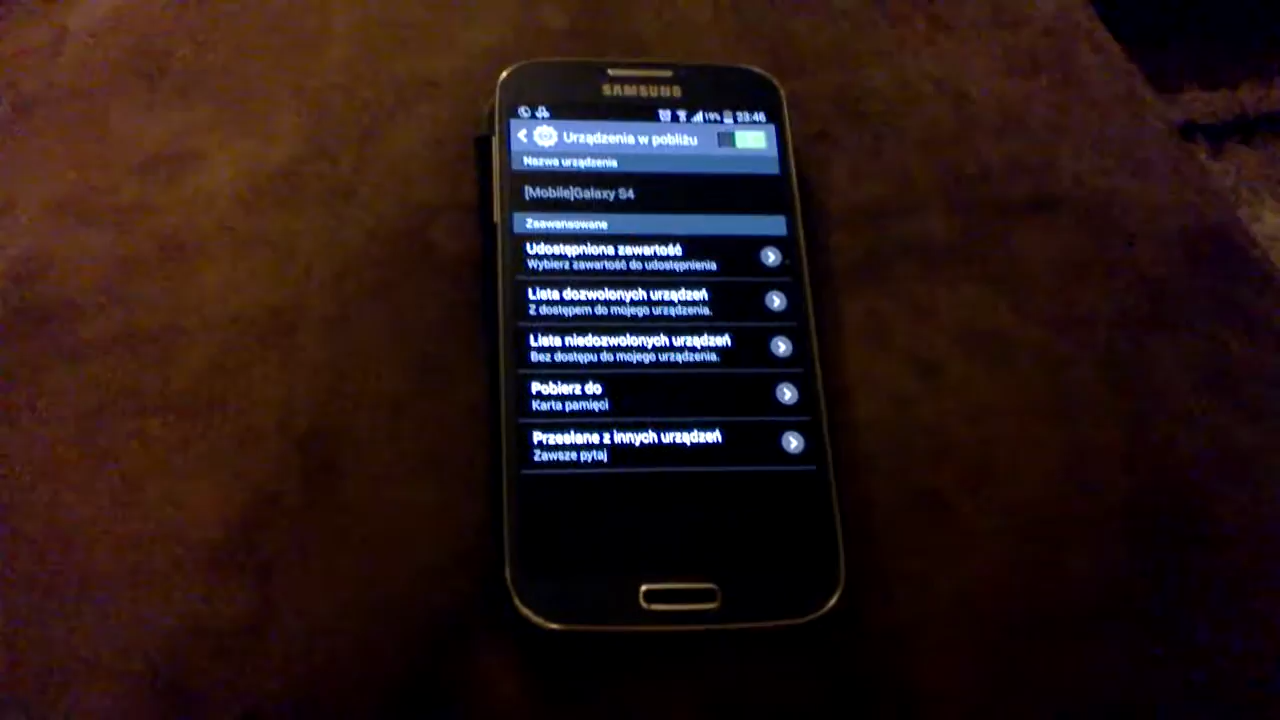 SAMSUNG
19% 23:46
Urządzenia w pobliżu
Nazwa urządzenia
[Mobile]Galaxy S4
Zaawansowane
Udostępniona zawartość
Wybierz zawartość do udostępnienia
Lista dozwolonych urządzeń
Z dostępem do mojego urządzenia.
Lista niedozwolonych urządzeń
Bez dostępu do mojego urządzenia.
Pobierz do
Karta pamięci
Przesłane z innych urządzeń
Zawsze pytaj